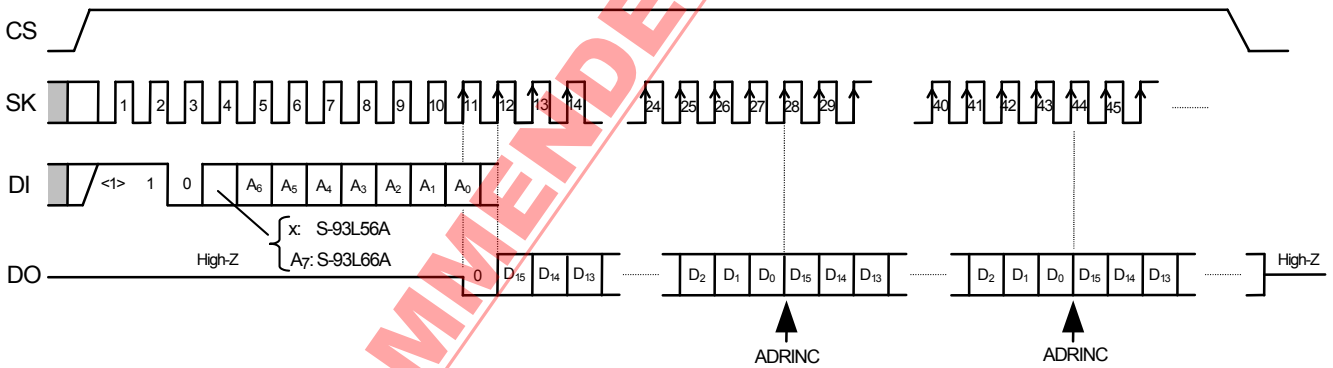 CS
SK 1 2 3 4 5 6 7 8 9 10 11 12 13 14 24 25 26 27 28 29 40 41 42 43 44 45
DI <1> 1 0 A₆ A₅ A₄ A₃ A₂ A₁ A₀
x: S-93L56A
A₇: S-93L66A
High-Z High-Z
DO 0 D₁₅ D₁₄ D₁₃ D₂ D₁ D₀ D₁₅ D₁₄ D₁₃ D₂ D₁ D₀ D₁₅ D₁₄ D₁₃
ADRINC ADRINC
MMENDE